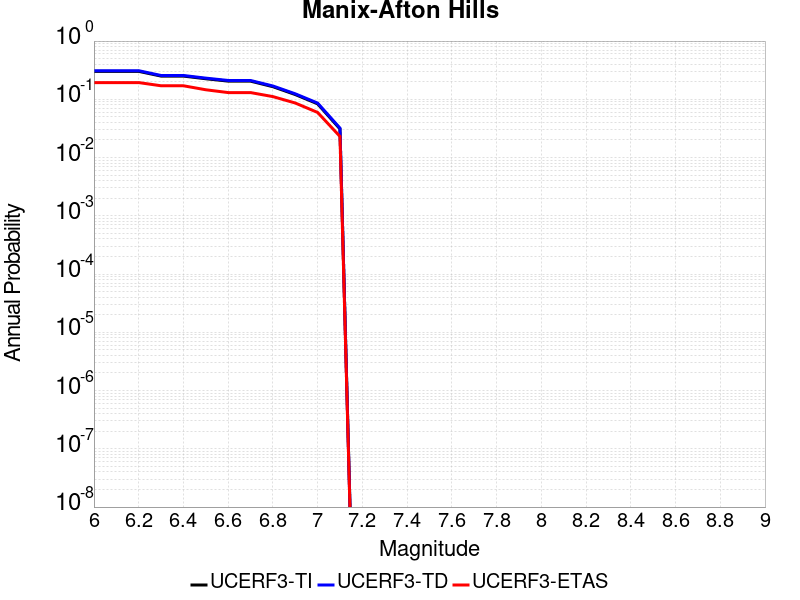 Manix-Afton Hills
10^0
10^-1
10^-2
10^-3
10^-4
10^-5
10^-6
10^-7
10^-8
Annual Probability
6 6.2 6.4 6.6 6.8 7 7.2 7.4 7.6 7.8 8 8.2 8.4 8.6 8.8 9
Magnitude
UCERF3-TI UCERF3-TD UCERF3-ETAS